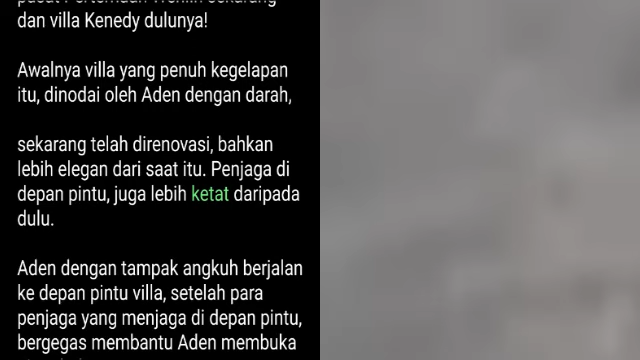 dan villa Kenedy dulunya!
Awalnya villa yang penuh kegelapan
itu, dinodai oleh Aden dengan darah,
sekarang telah direnovasi, bahkan
lebih elegan dari saat itu. Penjaga di
depan pintu, juga lebih ketat daripada
dulu.
Aden dengan tampak angkuh berjalan
ke depan pintu villa, setelah para
penjaga yang menjaga di depan pintu,
bergegas membantu Aden membuka